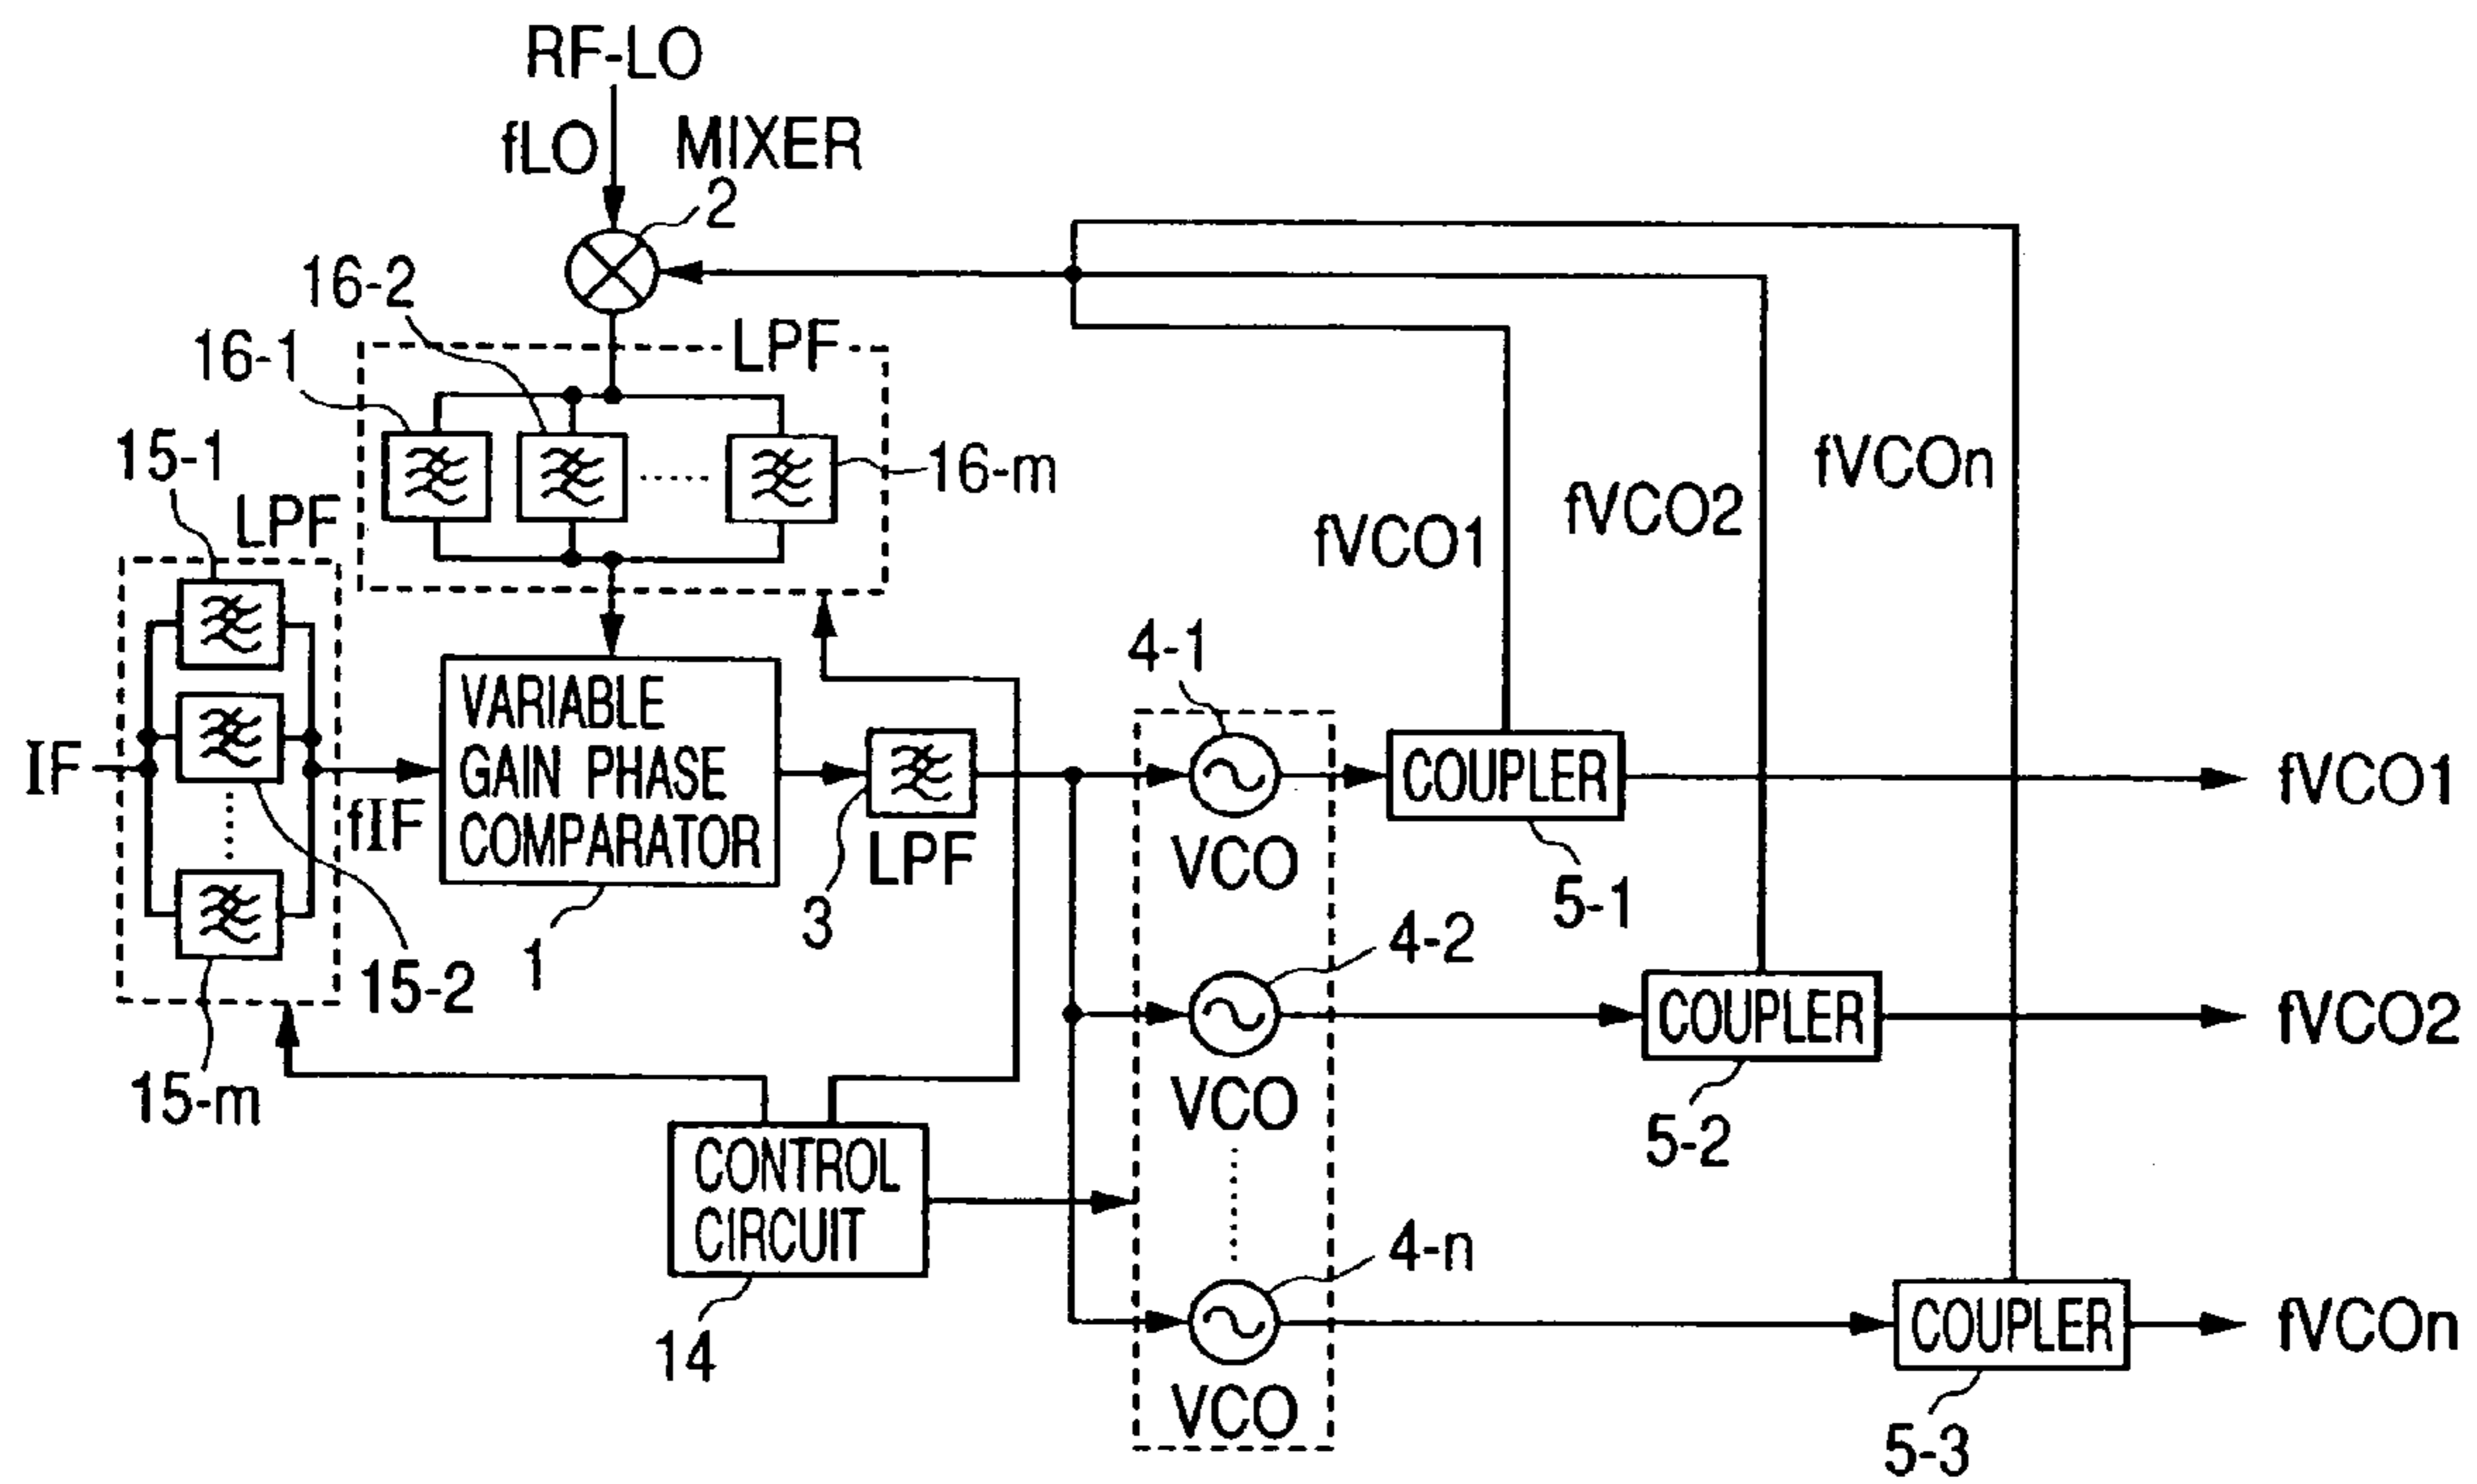 RF-LO
fLO
MIXER
2
16-2
16-1
LPF
15-1
LPF
16-m
fVCOn
fVCO2
fVCO1
4-1
VARIABLE
GAIN PHASE
COMPARATOR
IF
fIF
COUPLER
fVCO1
LPF
VCO
3
1
5-1
4-2
15-2
COUPLER
fVCO2
15-m
VCO
5-2
CONTROL
CIRCUIT
4-n
14
COUPLER
fVCOn
VCO
5-3